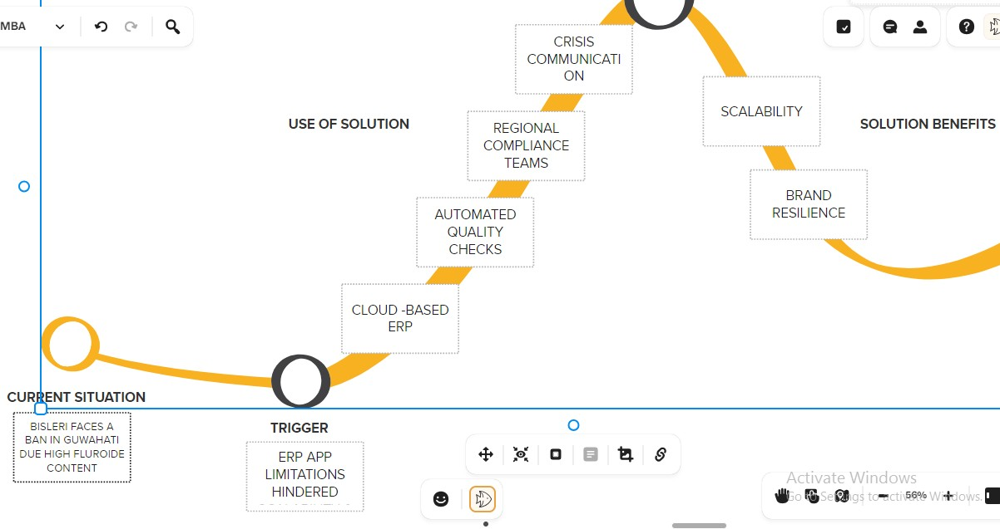 MBA
CRISIS
COMMUNICATI
ON
REGIONAL
COMPLIANCE
TEAMS
AUTOMATED
QUALITY
CHECKS
CLOUD -BASED
ERP
USE OF SOLUTION
SCALABILITY
BRAND
RESILIENCE
SOLUTION BENEFITS
CURRENT SITUATION
BISLERI FACES A
BAN IN GUWAHATI
DUE HIGH FLUROIDE
CONTENT
TRIGGER
ERP APP
LIMITATIONS
HINDERED
Activate Windows
Go to Settings to activate Windows.
56%